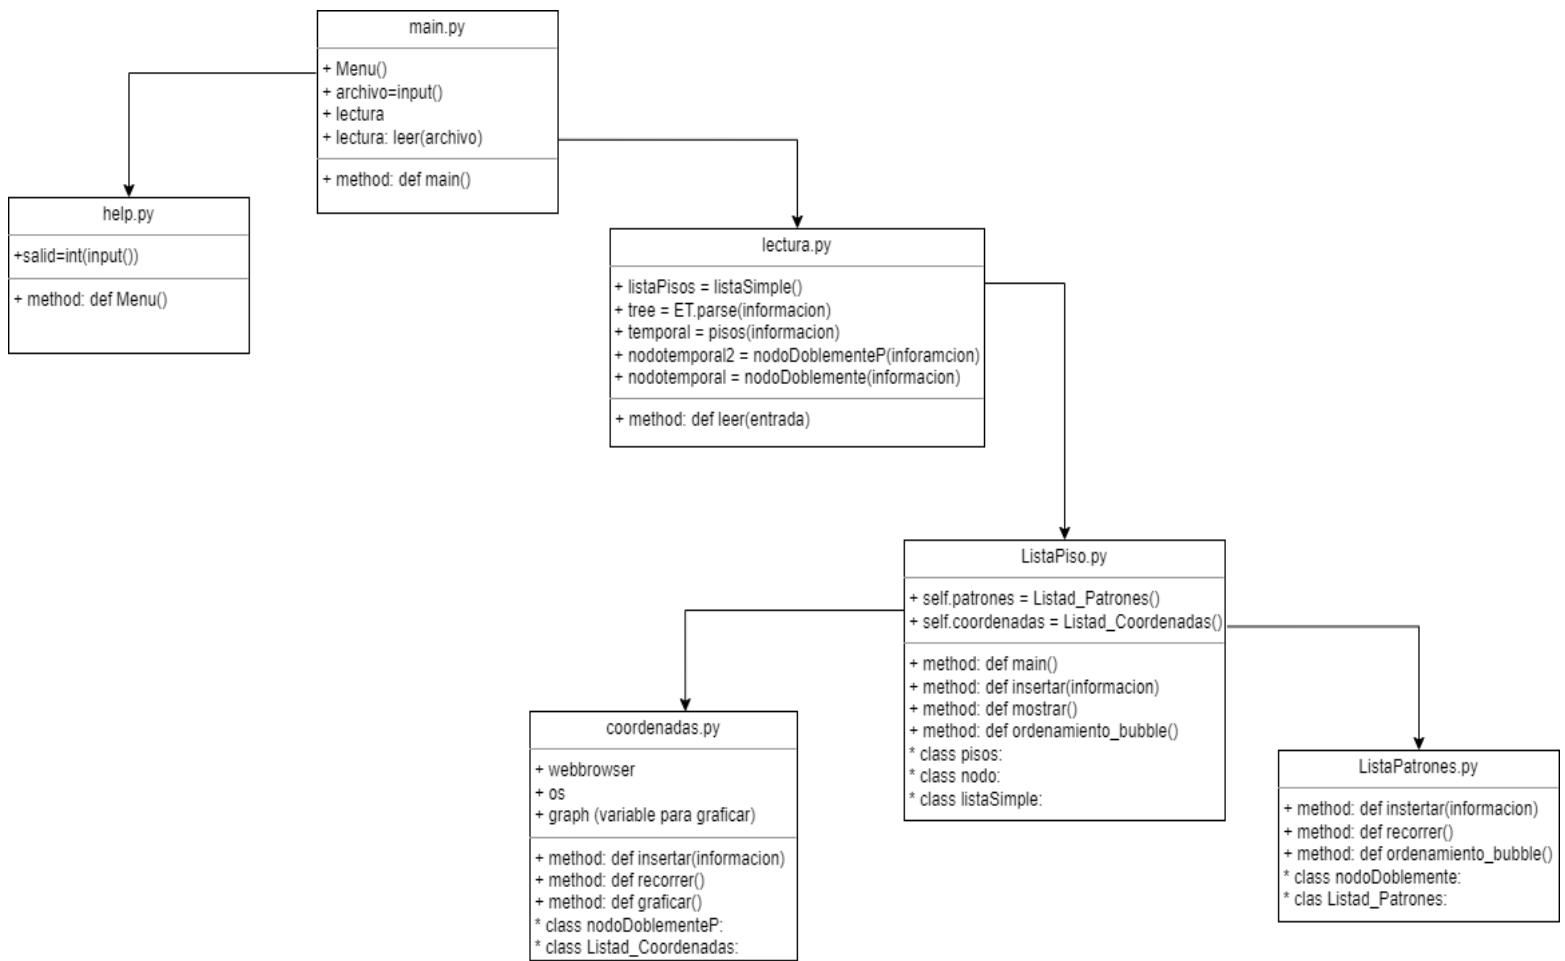 main.py
+ Menu()
+ archivo=input()
+ lectura
+ lectura: leer(archivo)
+ method: def main()
help.py
+salid=int(input())
+ method: def Menu()
lectura.py
+ listaPisos = listaSimple()
+ tree = ET.parse(informacion)
+ temporal = pisos(informacion)
+ nodotemporal2 = nodoDoblementeP(inforamcion)
+ nodotemporal = nodoDoblemente(informacion)
+ method: def leer(entrada)
ListaPiso.py
+ self.patrones = Listad_Patrones()
+ self.coordenadas = Listad_Coordenadas()
+ method: def main()
+ method: def insertar(informacion)
+ method: def mostrar()
+ method: def ordenamiento_bubble()
* class pisos:
* class nodo:
* class listaSimple:
coordenadas.py
+ webbrowser
+ os
+ graph (variable para graficar)
+ method: def insertar(informacion)
+ method: def recorrer()
+ method: def graficar()
* class nodoDoblementeP:
* class Listad_Coordenadas:
ListaPatrones.py
+ method: def instertar(informacion)
+ method: def recorrer()
+ method: def ordenamiento_bubble()
* class nodoDoblemente:
* clas Listad_Patrones: